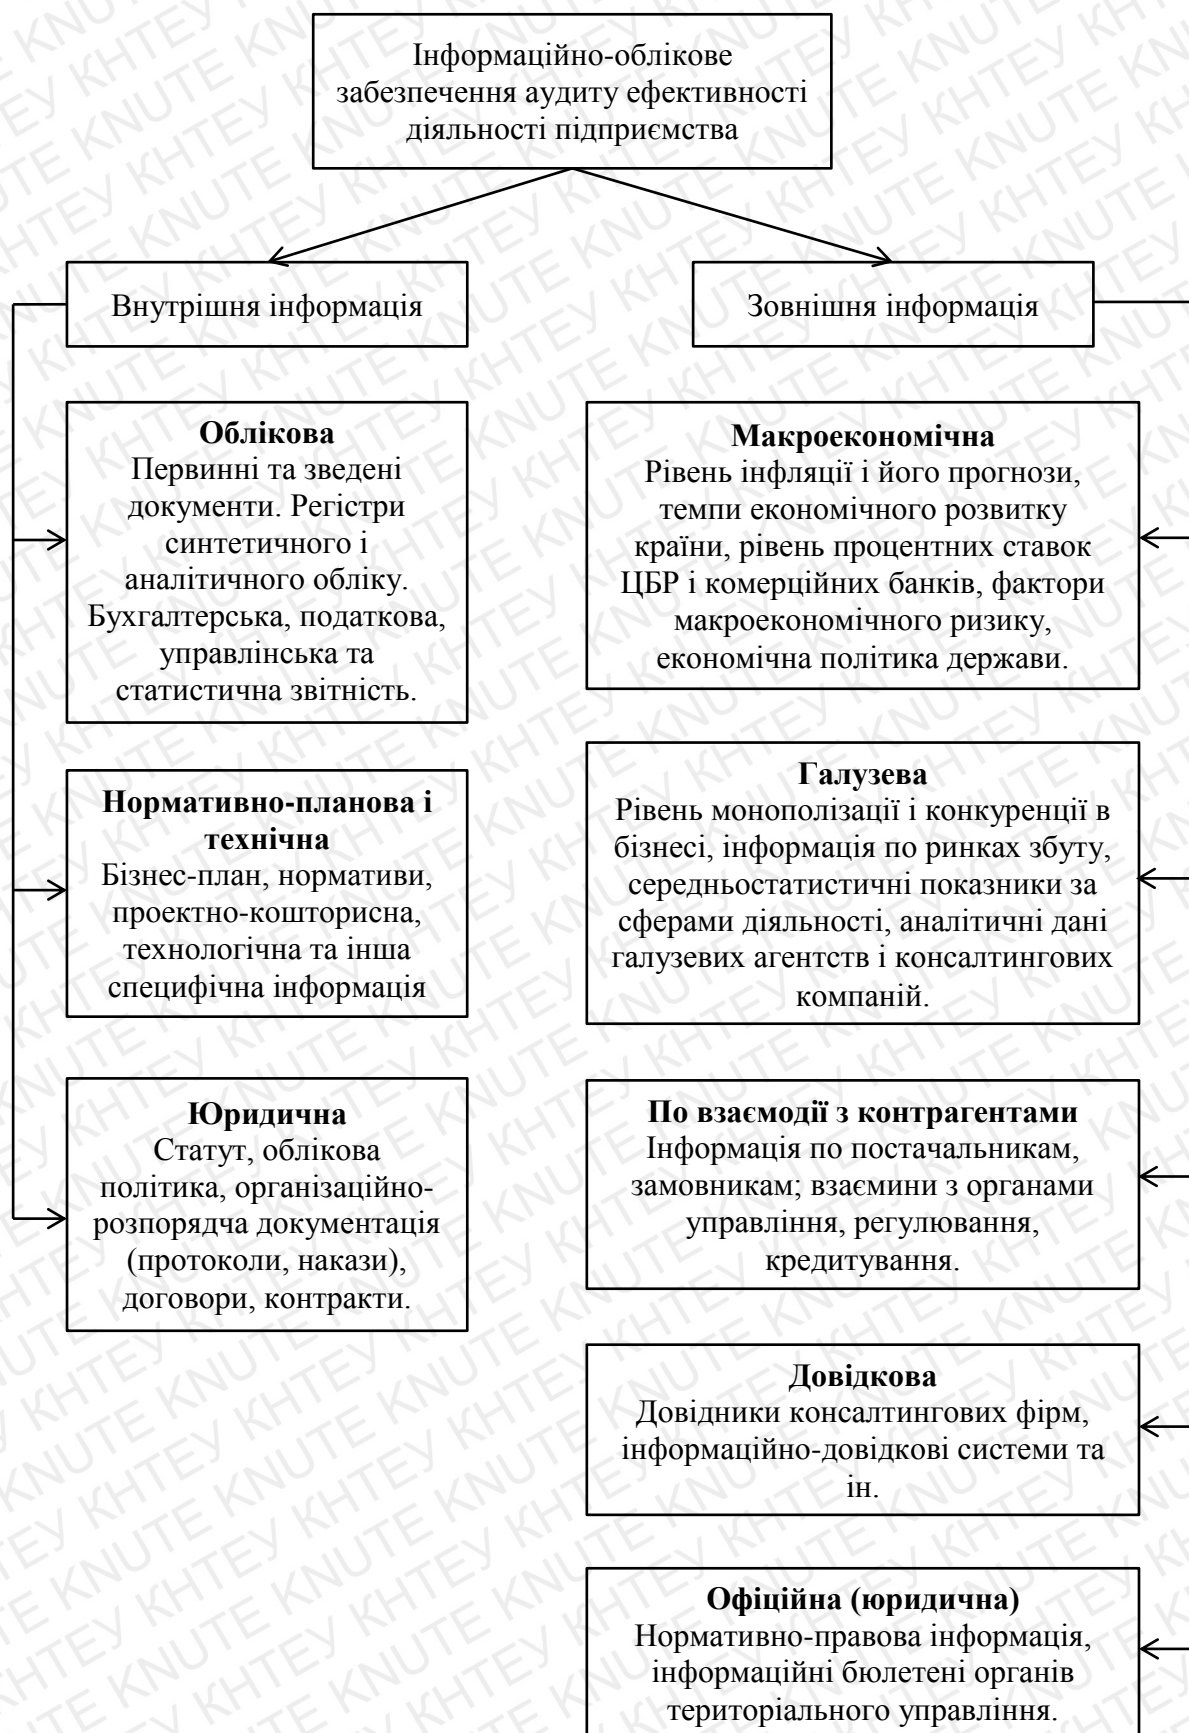 Інформаційно-облікове
забезпечення аудиту ефективності
діяльності підприємства
Внутрішня інформація
Зовнішня інформація
Облікова
Первинні та зведені
документи. Регістри
синтетичного і
аналітичного обліку.
Бухгалтерська, податкова,
управлінська та
статистична звітність.
Нормативно-планова і
технічна
Бізнес-план, нормативи,
проектно-кошторисна,
технологічна та інша
специфічна інформація
Юридична
Статут, облікова
політика, організаційно-
розпорядча документація
(протоколи, накази),
договори, контракти.
Макроекономічна
Рівень інфляції і його прогнози,
темпи економічного розвитку
країни, рівень процентних ставок
ЦБР і комерційних банків, фактори
макроекономічного ризику,
економічна політика держави.
Галузева
Рівень монополізації і конкуренції в
бізнесі, інформація по ринках збуту,
середньостатистичні показники за
сферами діяльності, аналітичні дані
галузевих агентств і консалтингових
компаній.
По взаємодії з контрагентами
Інформація по постачальникам,
замовникам; взаємини з органами
управління, регулювання,
кредитування.
Довідкова
Довідники консалтингових фірм,
інформаційно-довідкові системи та
ін.
Офіційна (юридична)
Нормативно-правова інформація,
інформаційні бюлетені органів
територіального управління.